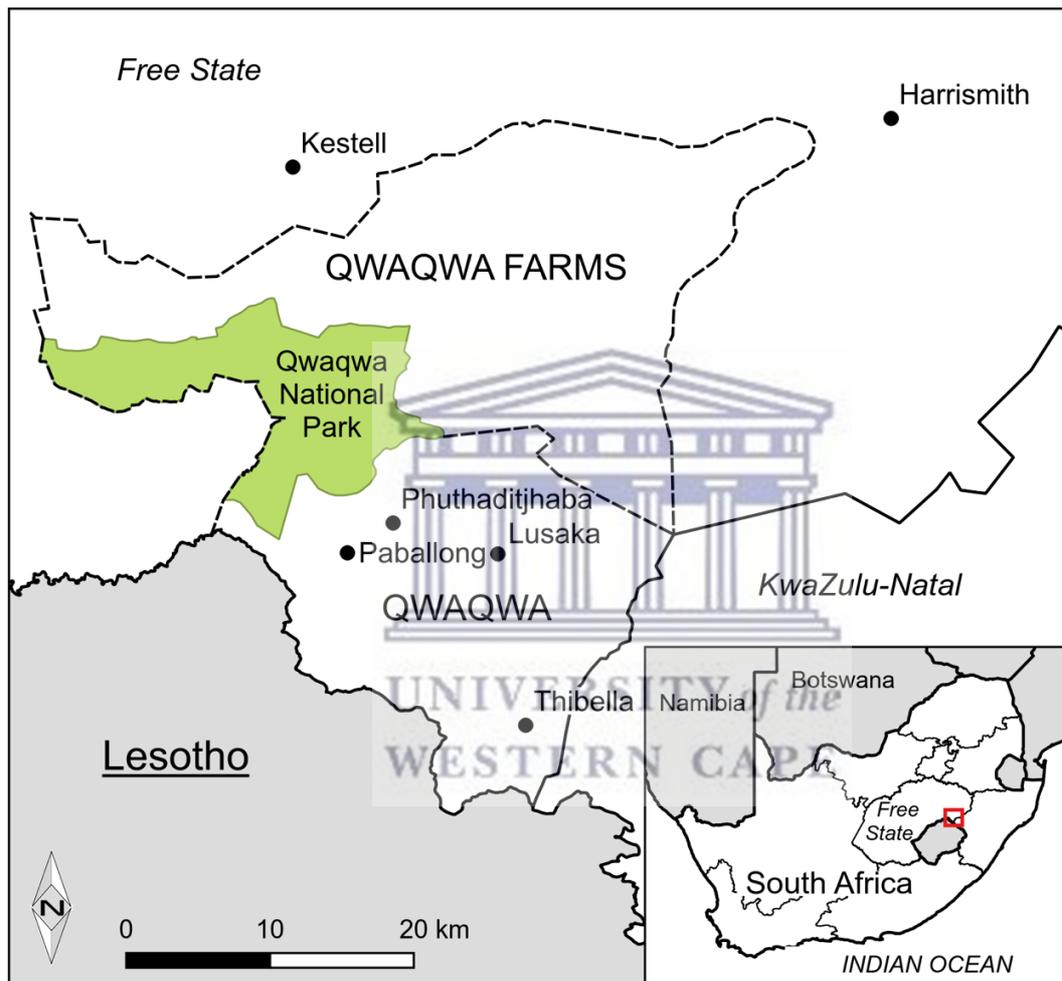 Free State
Harrismith
Kestell
QWAQWA FARMS
Qwaqwa
National
Park
Phuthaditjhaba
Lusaka
Paballong
QWAQWA
KwaZulu-Natal
Thibella
UNIVERSITY of the
WESTERN CAPE
Lesotho
N
0 10 20 km
Namibia
Botswana
Free
State
South Africa
INDIAN OCEAN